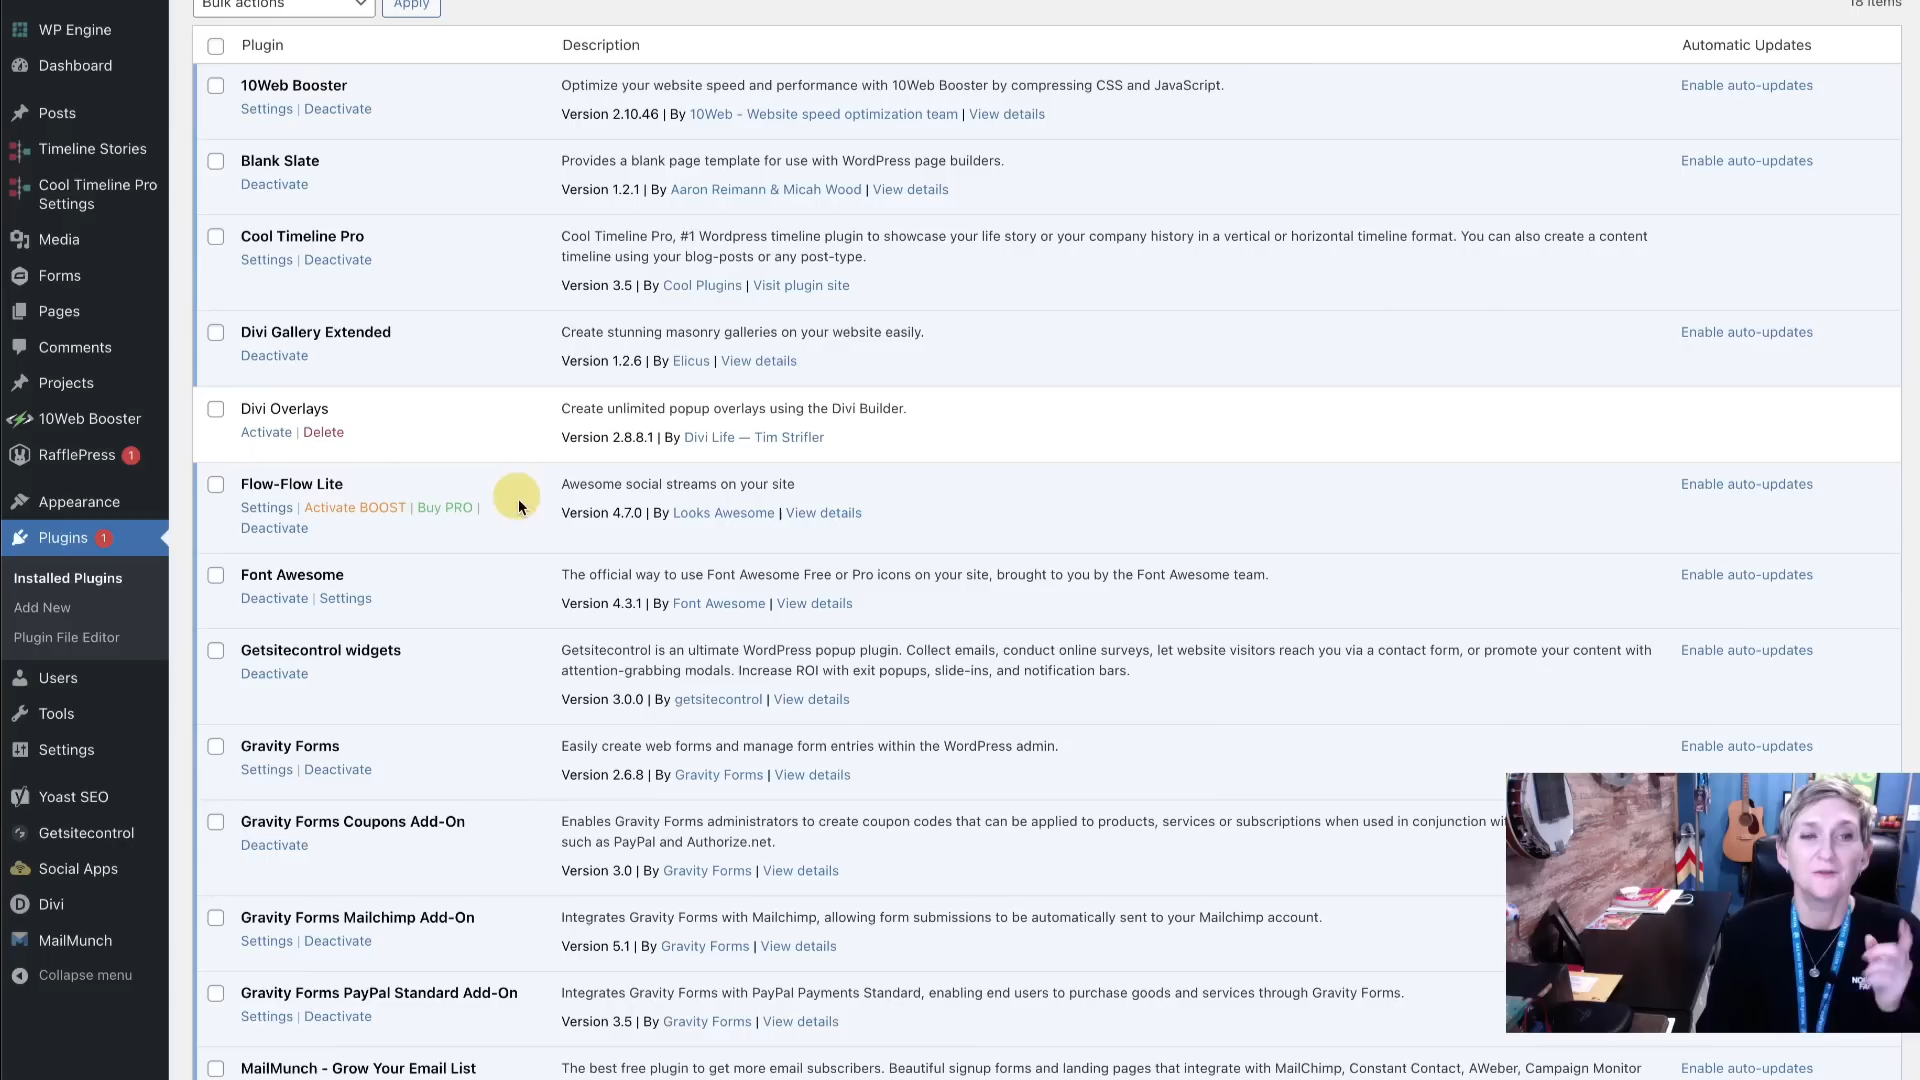 Bulk actions
Apply
18 items
WP Engine
Dashboard
Posts
Timeline Stories
Cool Timeline Pro
Settings
Media
Forms
Pages
Comments
Projects
10Web Booster
RafflePress 1
Appearance
Plugins 1
Installed Plugins
Add New
Plugin File Editor
Users
Tools
Settings
Yoast SEO
Getsitecontrol
Social Apps
Divi
MailMunch
Collapse menu
Plugin Description Automatic Updates
10Web Booster
Settings | Deactivate
Optimize your website speed and performance with 10Web Booster by compressing CSS and JavaScript.
Version 2.10.46 | By 10Web - Website speed optimization team | View details
Enable auto-updates
Blank Slate
Deactivate
Provides a blank page template for use with WordPress page builders.
Version 1.2.1 | By Aaron Reimann & Micah Wood | View details
Enable auto-updates
Cool Timeline Pro
Settings | Deactivate
Cool Timeline Pro, #1 Wordpress timeline plugin to showcase your life story or your company history in a vertical or horizontal timeline format. You can also create a content
timeline using your blog-posts or any post-type.
Version 3.5 | By Cool Plugins | Visit plugin site
Divi Gallery Extended
Deactivate
Create stunning masonry galleries on your website easily.
Version 1.2.6 | By Elicus | View details
Enable auto-updates
Divi Overlays
Activate | Delete
Create unlimited popup overlays using the Divi Builder.
Version 2.8.8.1 | By Divi Life — Tim Strifler
Flow-Flow Lite
Settings | Activate BOOST | Buy PRO |
Deactivate
Awesome social streams on your site
Version 4.7.0 | By Looks Awesome | View details
Enable auto-updates
Font Awesome
Deactivate | Settings
The official way to use Font Awesome Free or Pro icons on your site, brought to you by the Font Awesome team.
Version 4.3.1 | By Font Awesome | View details
Enable auto-updates
Getsitecontrol widgets
Deactivate
Getsitecontrol is an ultimate WordPress popup plugin. Collect emails, conduct online surveys, let website visitors reach you via a contact form, or promote your content with
attention-grabbing modals. Increase ROI with exit popups, slide-ins, and notification bars.
Version 3.0.0 | By getsitecontrol | View details
Enable auto-updates
Gravity Forms
Settings | Deactivate
Easily create web forms and manage form entries within the WordPress admin.
Version 2.6.8 | By Gravity Forms | View details
Enable auto-updates
Gravity Forms Coupons Add-On
Deactivate
Enables Gravity Forms administrators to create coupon codes that can be applied to products, services or subscriptions when used in conjunction
such as PayPal and Authorize.net.
Version 3.0 | By Gravity Forms | View details
Gravity Forms Mailchimp Add-On
Settings | Deactivate
Integrates Gravity Forms with Mailchimp, allowing form submissions to be automatically sent to your Mailchimp account.
Version 5.1 | By Gravity Forms | View details
Gravity Forms PayPal Standard Add-On
Settings | Deactivate
Integrates Gravity Forms with PayPal Payments Standard, enabling end users to purchase goods and services through Gravity Forms.
Version 3.5 | By Gravity Forms | View details
MailMunch - Grow Your Email List
The best free plugin to get more email subscribers. Beautiful signup forms and landing pages that integrate with MailChimp, Constant Contact, AWeber, Campaign Monitor
Enable auto-updates